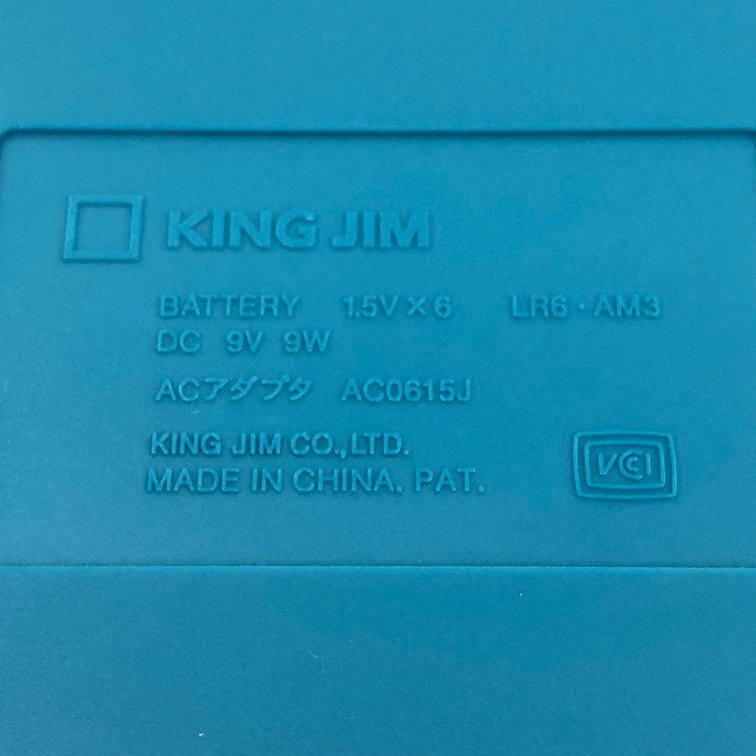 KING JIM
BATTERY 1.5V×6 LR6・AM3
DC 9V 9W
ACアダプタ AC0615J
KING JIM CO.,LTD.
MADE IN CHINA. PAT.
VCCI